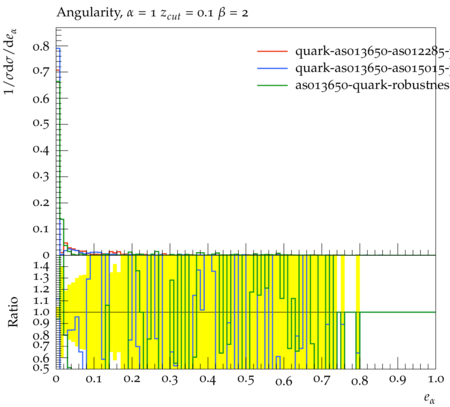 Angularity, α = 1 z_cut = 0.1 β = 2
1/σdσ/de_α
0.8
0.7
0.6
0.5
0.4
0.3
0.2
0.1
0
quark-as013650-as012285-
quark-as013650-as015015-
as013650-quark-robustnes
Ratio
1.4
1.3
1.2
1.1
1.0
0.9
0.8
0.7
0.6
0.5
0 0.1 0.2 0.3 0.4 0.5 0.6 0.7 0.8 0.9 1.0
e_α